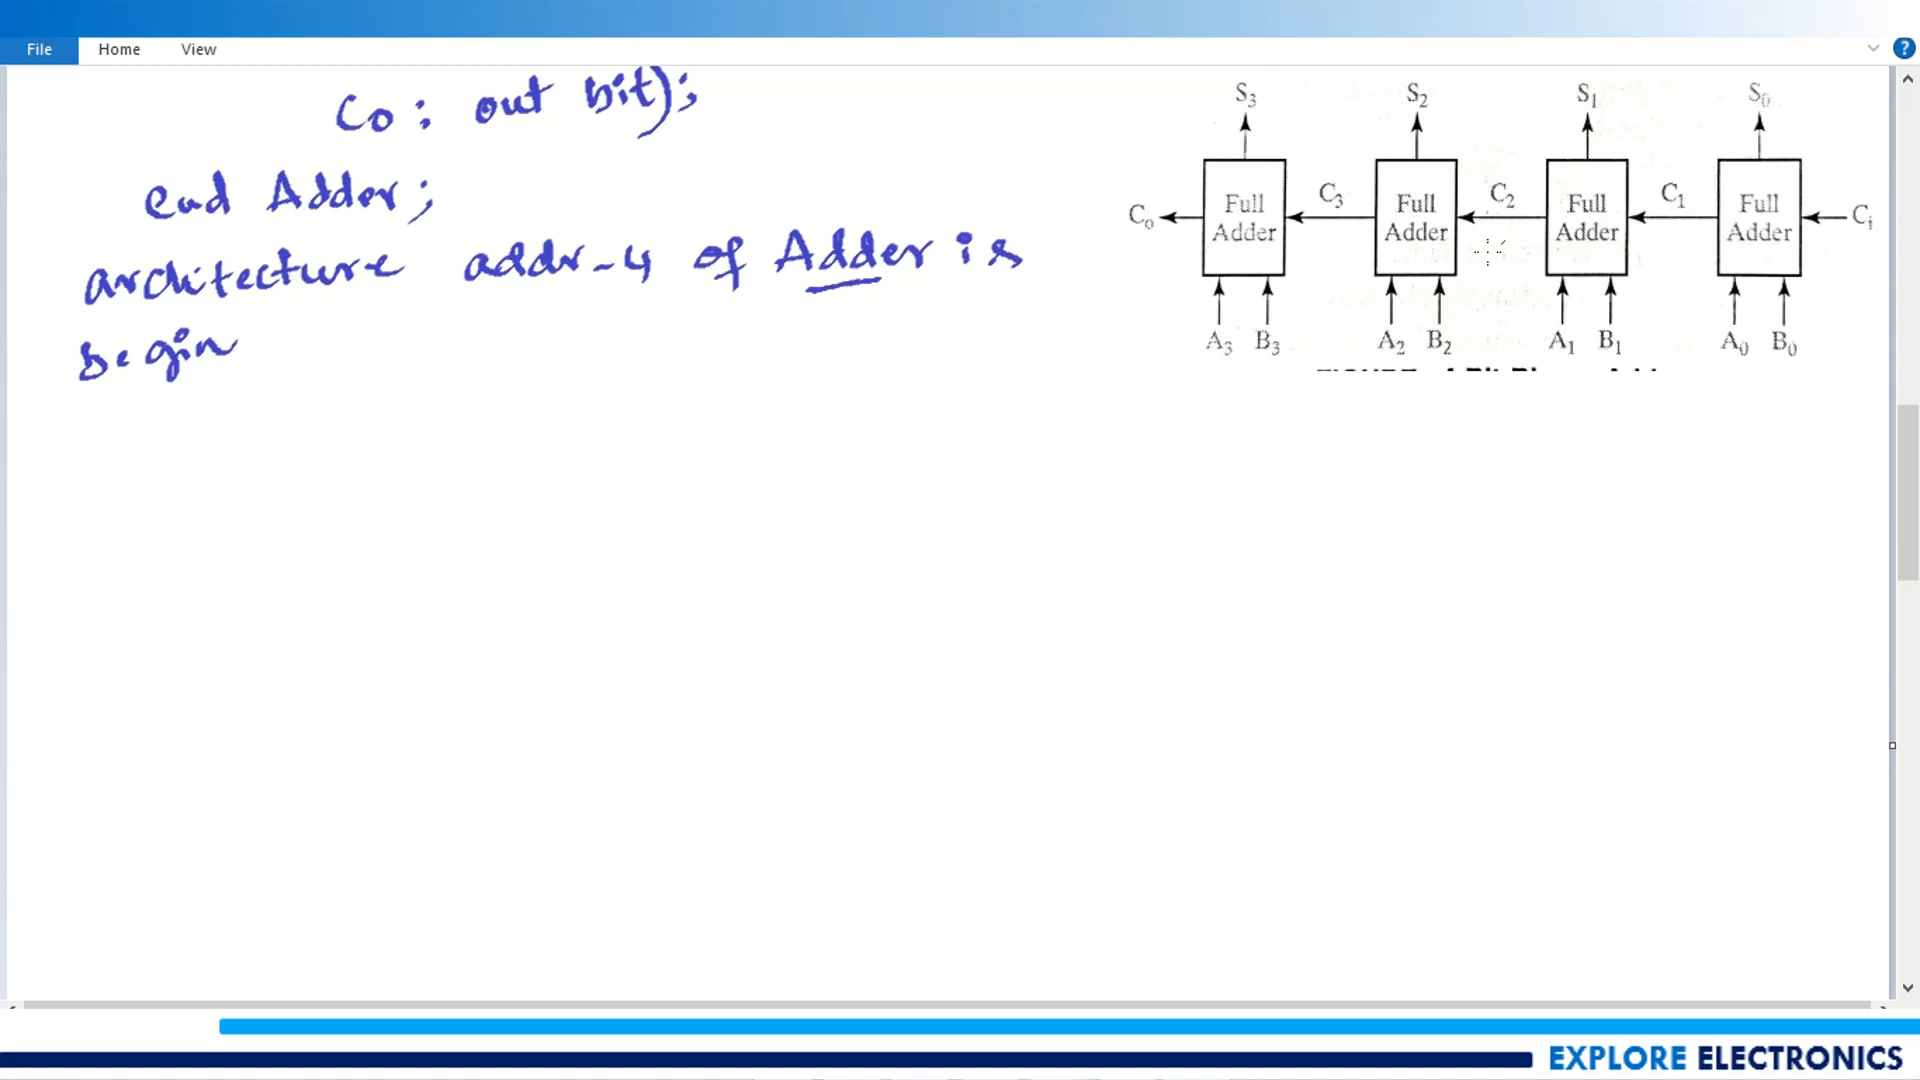 File Home View
Co : out bit);
end Adder;
architecture addr-4 of Adder is
begin
S3 S2 S1 S0
Co Full Adder C3 Full Adder C2 Full Adder C1 Full Adder Ci
A3 B3 A2 B2 A1 B1 A0 B0
EXPLORE ELECTRONICS